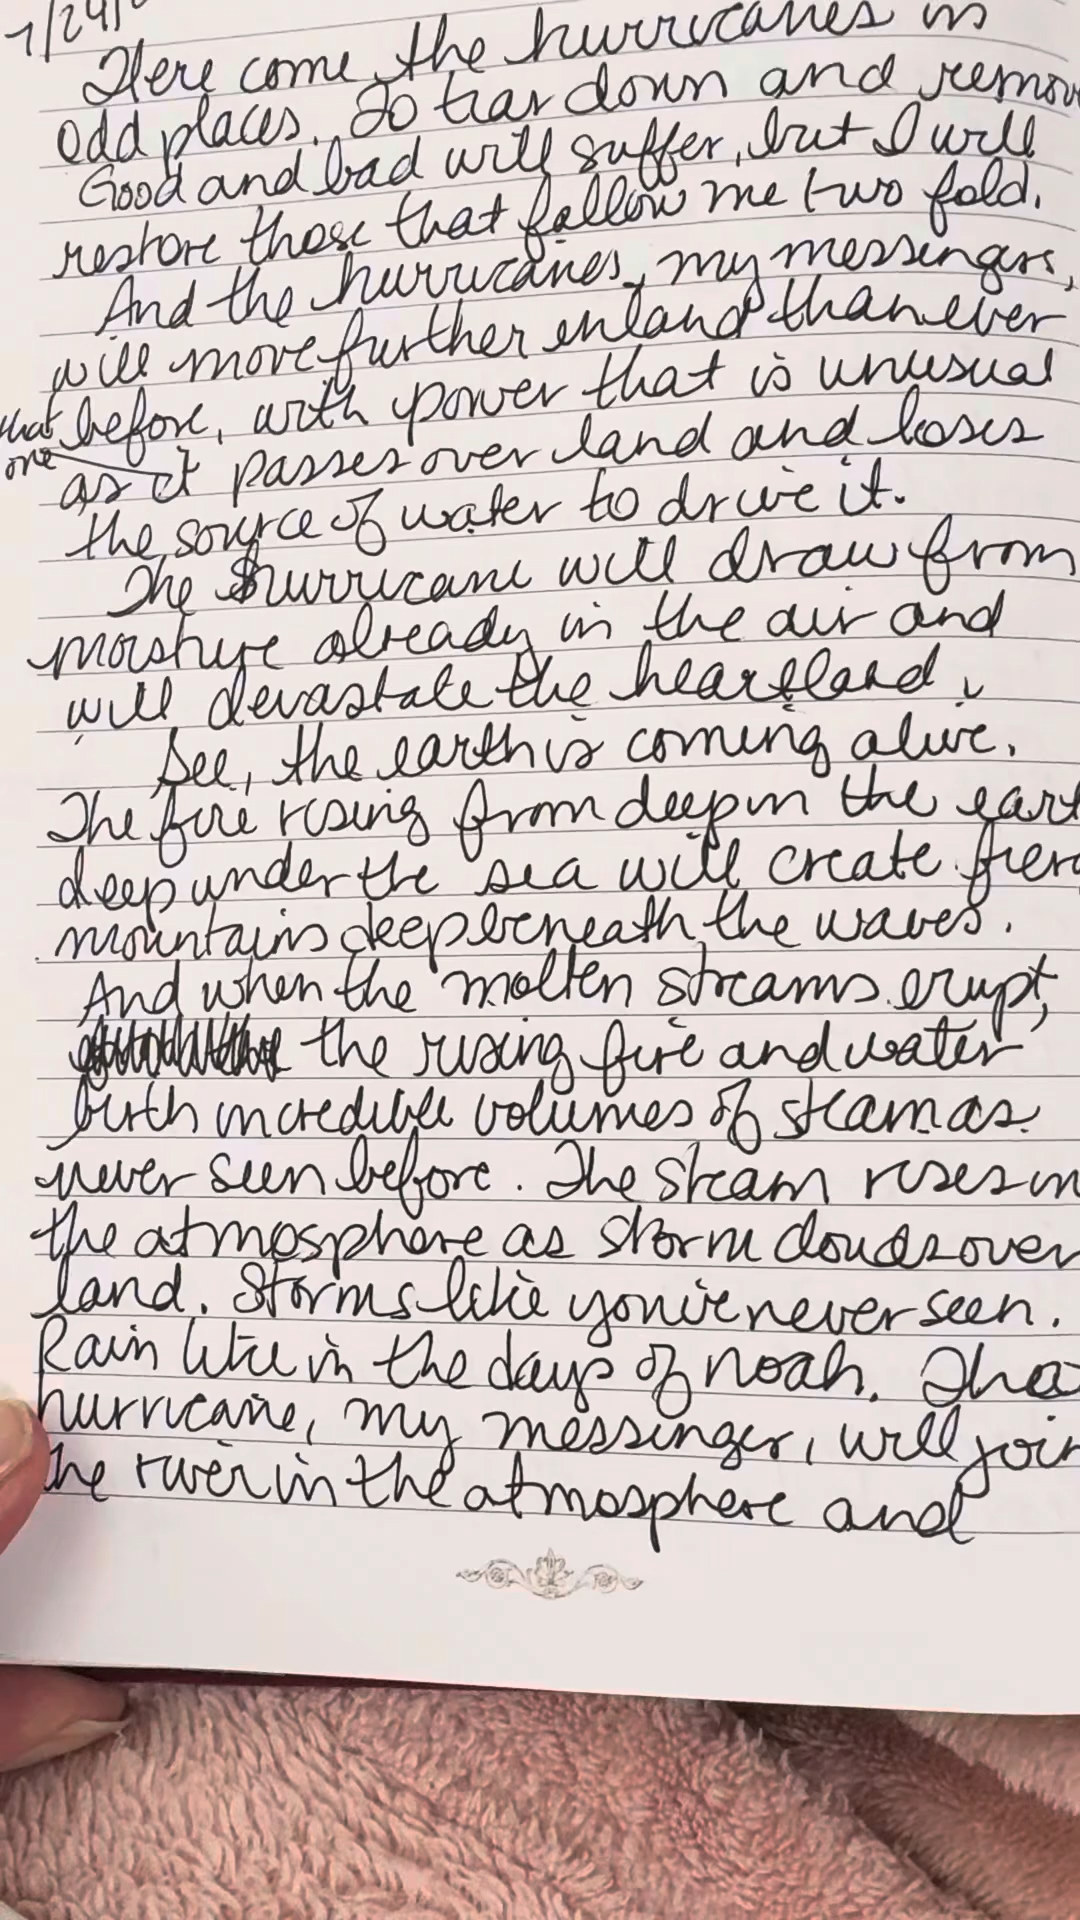 7/24/
Here come the hurricanes in
odd places. To tear down and remov
Good and bad will suffer, but I will
restore those that follow me two fold.
And the hurricanes, my messengers,
will move further inland than ever
before, with power that is unusual
that one
as it passes over land and loses
the source of water to drive it.
The hurricane will draw from
moisture already in the air and
will devastate the heartland.
See, the earth is coming alive.
The fire rising from deep in the eart
deep under the sea will create fier
mountains deep beneath the waves.
And when the molten streams erupt,
the rising fire and water
birth incredible volumes of steam as
never seen before. The steam rises in
the atmosphere as storm clouds over
land. Storms like you've never seen.
Rain like in the days of Noah. Tha
hurricane, my messenger, will join
the river in the atmosphere and